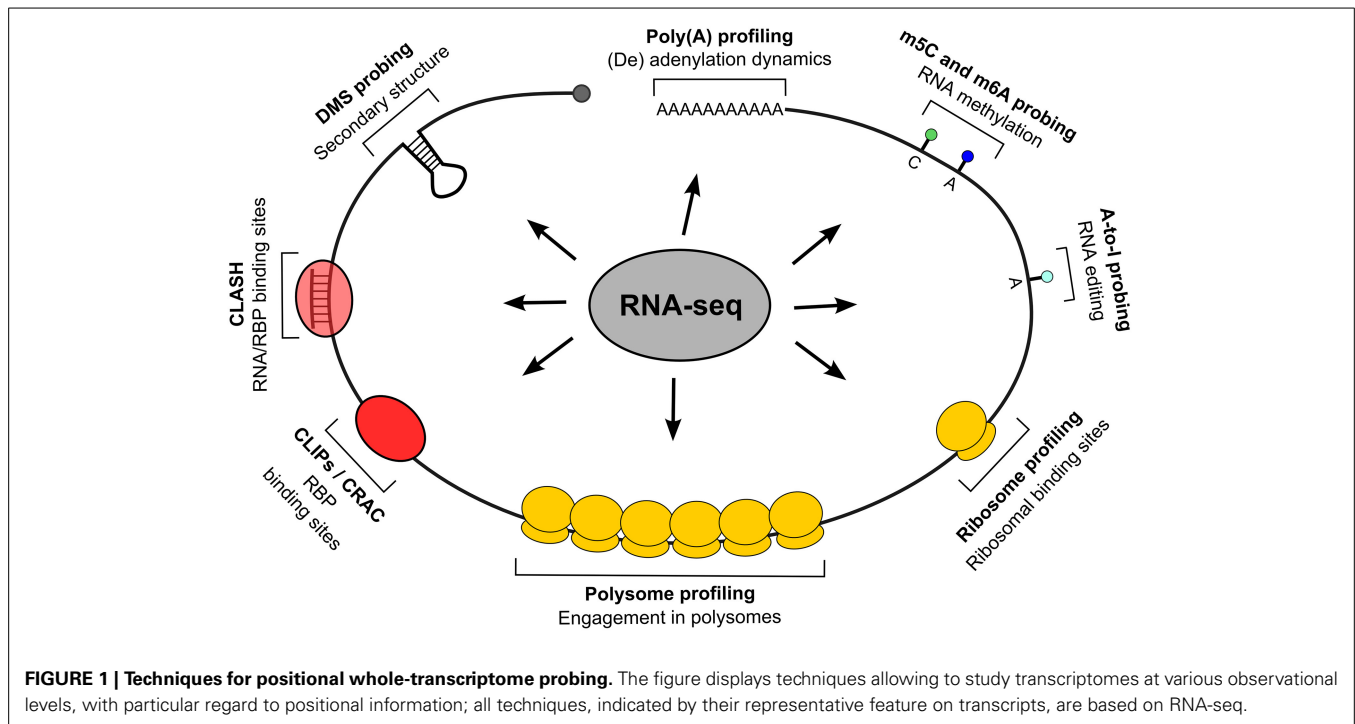 Poly(A) profiling
(De) adenylation dynamics
AAAAAAAAAAA
m5C and m6A probing
RNA methylation
C
A
A-to-I probing
RNA editing
A
Ribosome profiling
Ribosomal binding sites
Polysome profiling
Engagement in polysomes
CLIPs / CRAC
RBP
binding sites
CLASH
RNA/RBP binding sites
DMS probing
Secondary structure
RNA-seq
FIGURE 1 | Techniques for positional whole-transcriptome probing. The figure displays techniques allowing to study transcriptomes at various observational
levels, with particular regard to positional information; all techniques, indicated by their representative feature on transcripts, are based on RNA-seq.